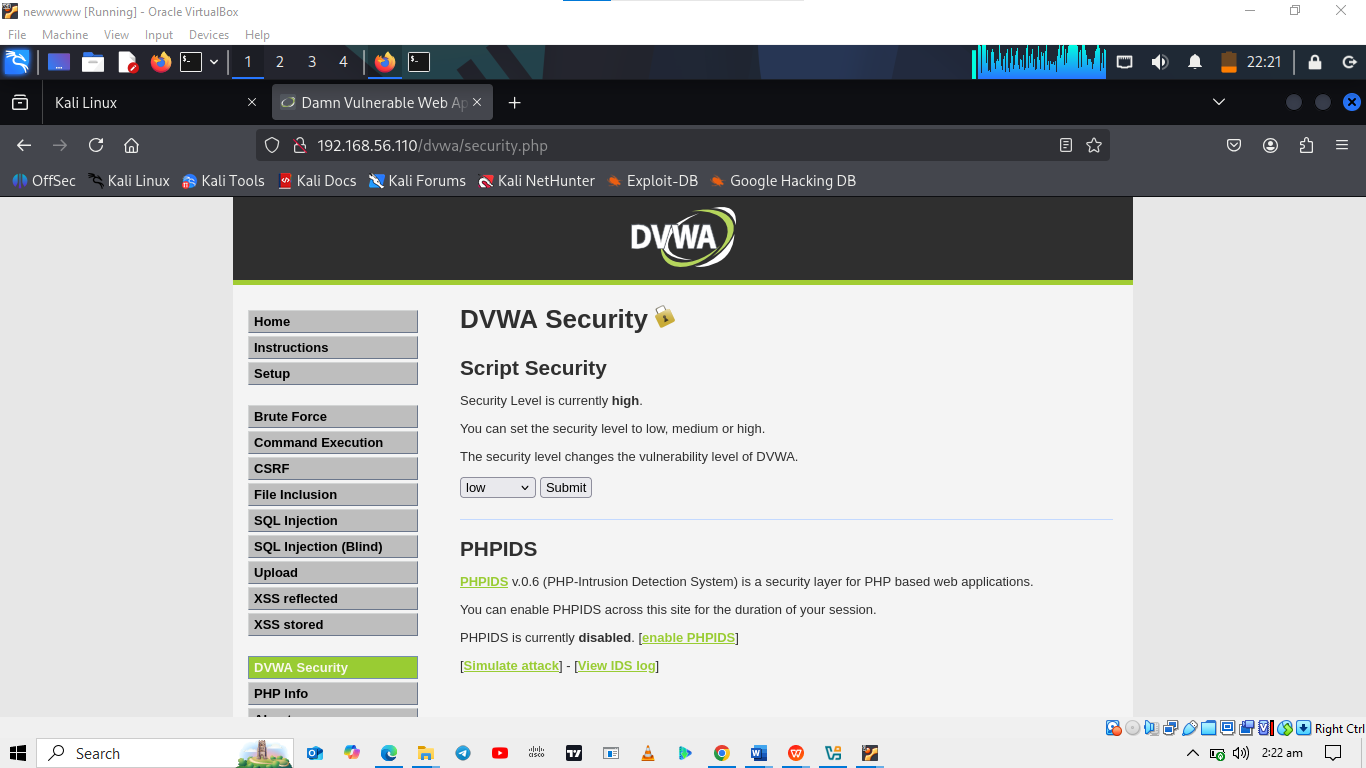 newwwww [Running] - Oracle VirtualBox
File Machine View Input Devices Help
1 2 3 4 22:21
Kali Linux Damn Vulnerable Web Ap
192.168.56.110/dvwa/security.php
OffSec Kali Linux Kali Tools Kali Docs Kali Forums Kali NetHunter Exploit-DB Google Hacking DB
DVWA
Home
Instructions
Setup
Brute Force
Command Execution
CSRF
File Inclusion
SQL Injection
SQL Injection (Blind)
Upload
XSS reflected
XSS stored
DVWA Security
PHP Info
DVWA Security
Script Security
Security Level is currently high.
You can set the security level to low, medium or high.
The security level changes the vulnerability level of DVWA.
low Submit
PHPIDS
PHPIDS v.0.6 (PHP-Intrusion Detection System) is a security layer for PHP based web applications.
You can enable PHPIDS across this site for the duration of your session.
PHPIDS is currently disabled. [enable PHPIDS]
[Simulate attack] - [View IDS log]
Right Ctrl
Search 2:22 am